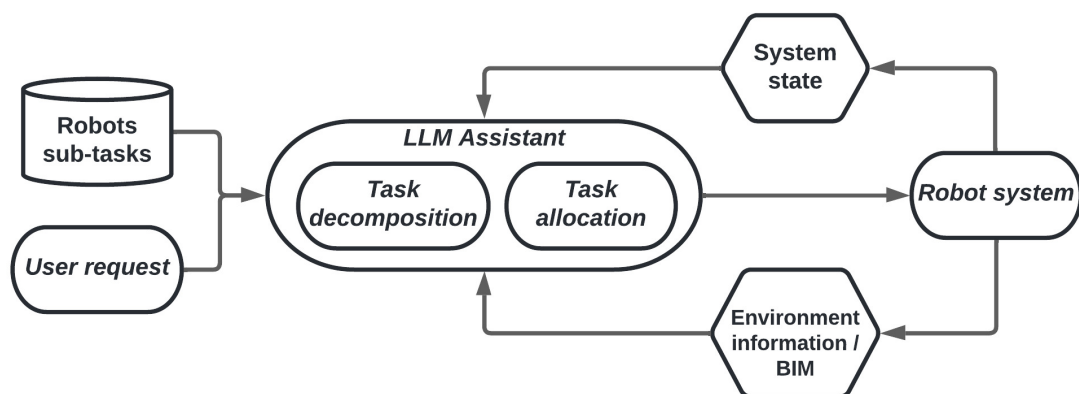 System
state
Robots
sub-tasks
LLM Assistant
Task
decomposition
Task
allocation
Robot system
User request
Environment
information /
BIM